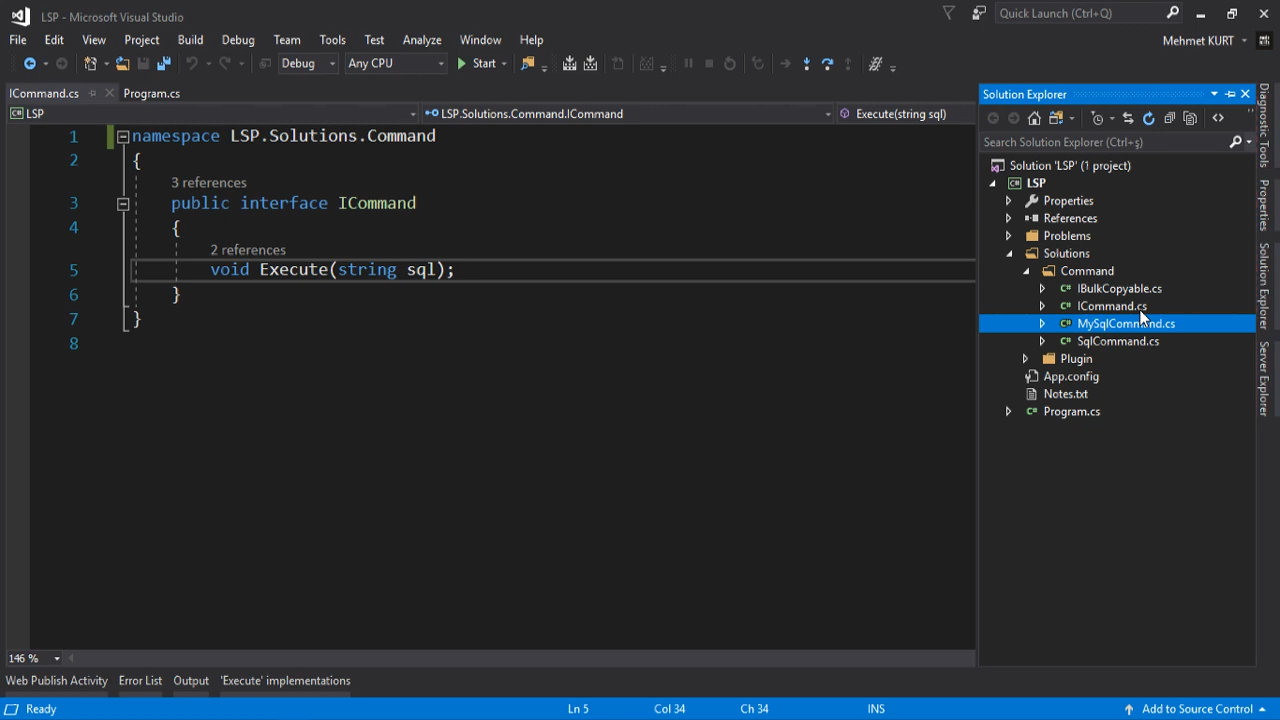 LSP - Microsoft Visual Studio
Quick Launch (Ctrl+Q)
File Edit View Project Build Debug Team Tools Test Analyze Window Help
Mehmet KURT
Debug Any CPU Start
ICommand.cs Program.cs
LSP LSP.Solutions.Command.ICommand Execute(string sql)
1 namespace LSP.Solutions.Command
2 {
3 references
3 public interface ICommand
4 {
2 references
5 void Execute(string sql);
6 }
7 }
8
146 %
Solution Explorer
Search Solution Explorer (Ctrl+ş)
Solution 'LSP' (1 project)
LSP
Properties
References
Problems
Solutions
Command
IBulkCopyable.cs
ICommand.cs
MySqlCommand.cs
SqlCommand.cs
Plugin
App.config
Notes.txt
Program.cs
Diagnostic Tools
Properties
Solution Explorer
Server Explorer
Web Publish Activity Error List Output 'Execute' implementations
Ready Ln 5 Col 34 Ch 34 INS Add to Source Control